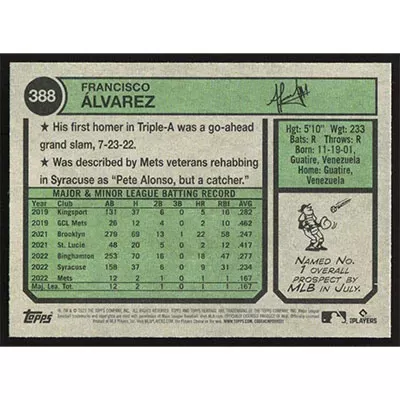 388
FRANCISCO
ÁLVAREZ
★ His first homer in Triple-A was a go-ahead
grand slam, 7-23-22.
★ Was described by Mets veterans rehabbing
in Syracuse as "Pete Alonso, but a catcher."
Hgt: 5'10" Wgt: 233
Bats: R Throws: R
Born: 11-19-01,
Guatire, Venezuela
Home: Guatire,
Venezuela
MAJOR & MINOR LEAGUE BATTING RECORD
Year Club AB H 2B 3B HR RBI AVG
2019 Kingsport 131 37 6 0 5 16 .282
2019 GCL Mets 26 12 4 0 2 10 .462
2021 Brooklyn 279 69 13 1 22 58 .247
2021 St. Lucie 48 20 5 0 2 12 .417
2022 Binghamton 253 70 16 0 18 47 .277
2022 Syracuse 158 37 6 0 9 31 .234
2022 Mets 12 2 1 0 1 1 .167
Maj. Lea. Tot. 12 2 1 0 1 1 .167
NAMED NO. 1
OVERALL
PROSPECT BY
MLB IN JULY.
Topps
PLAYERS